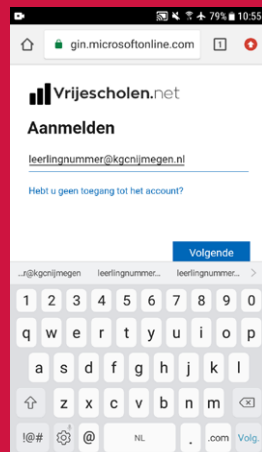 79% 10:55
gin.microsoftonline.com 1
Vrijescholen.net
Aanmelden
leerlingnummer@kgcnijmegen.nl
Hebt u geen toegang tot het account?
Volgende
...r@kgcnijmegen leerlingnummer... leerlingnummer...
1 2 3 4 5 6 7 8 9 0
q w e r t y u i o p
a s d f g h j k l
z x c v b n m
!@# @ NL . .com Volg.